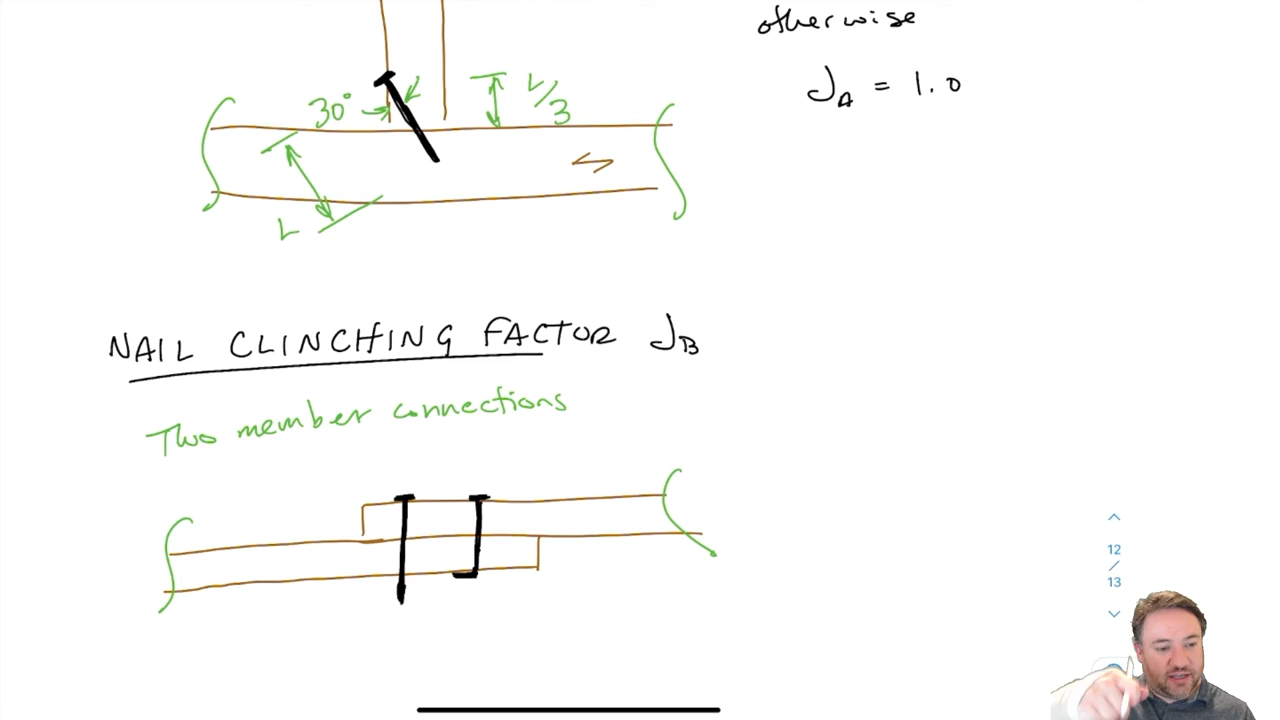 otherwise
J_A = 1.0
30°
L/3
L
NAIL CLINCHING FACTOR J_B
Two member connections
12
/
13